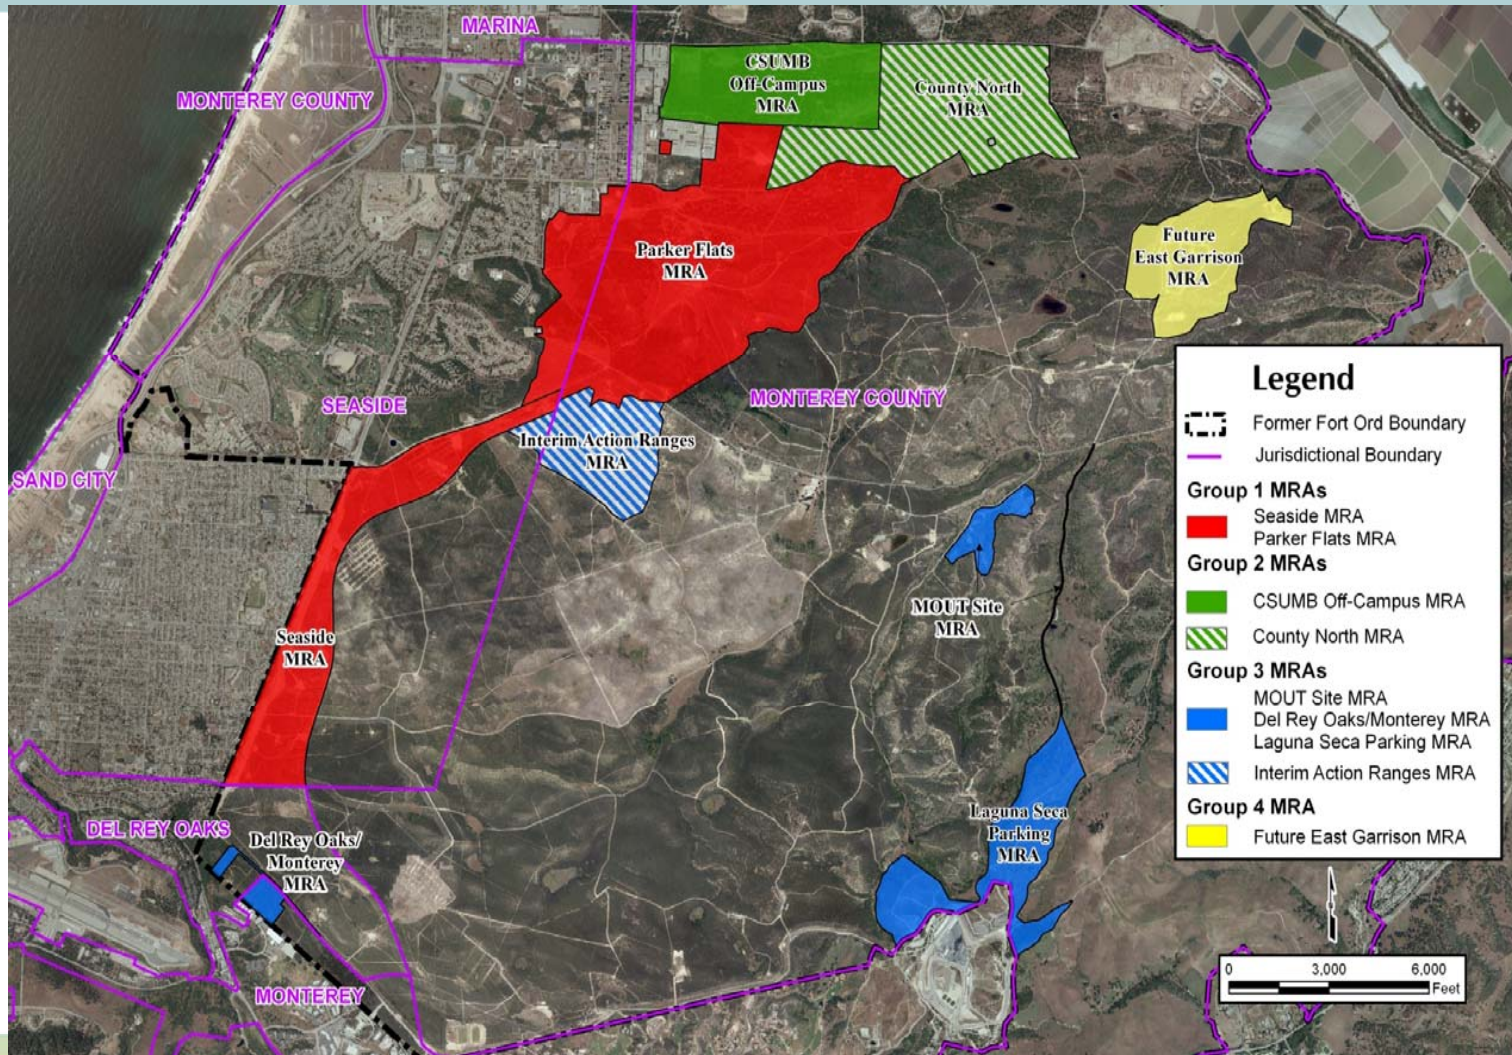 MARINA
MONTEREY COUNTY
CSUMB
Off-Campus
MRA
County North
MRA
Parker Flats
MRA
Future
East Garrison
MRA
SEASIDE
MONTEREY COUNTY
Interim Action Ranges
MRA
SAND CITY
MOUT Site
MRA
Seaside
MRA
Laguna Seca
Parking
MRA
DEL REY OAKS
Del Rey Oaks/
Monterey
MRA
MONTEREY
Legend
Former Fort Ord Boundary
Jurisdictional Boundary
Group 1 MRAs
Seaside MRA
Parker Flats MRA
Group 2 MRAs
CSUMB Off-Campus MRA
County North MRA
Group 3 MRAs
MOUT Site MRA
Del Rey Oaks/Monterey MRA
Laguna Seca Parking MRA
Interim Action Ranges MRA
Group 4 MRA
Future East Garrison MRA
0 3,000 6,000
Feet